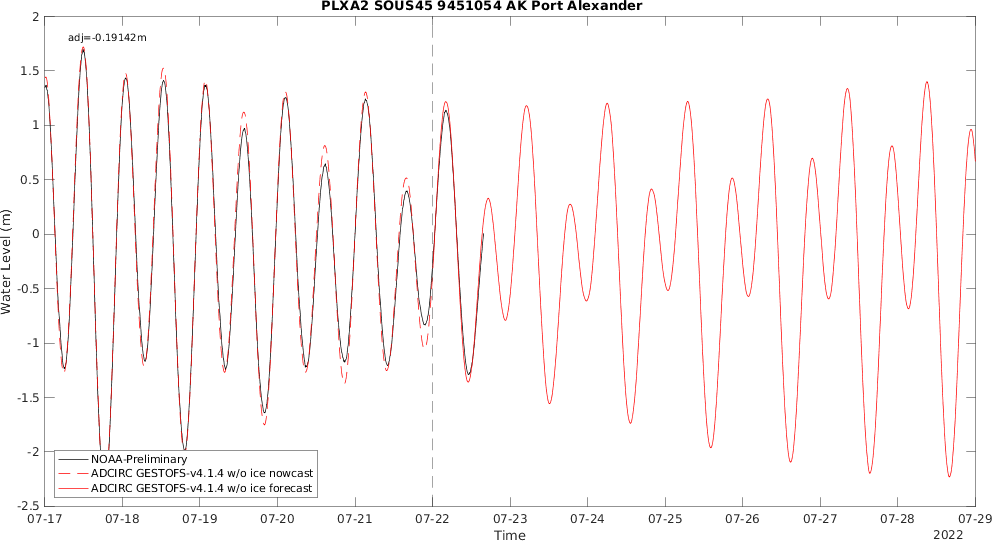 PLXA2 SOUS45 9451054 AK Port Alexander
adj=-0.19142m
2
1.5
1
0.5
0
-0.5
-1
-1.5
-2
-2.5
Water Level (m)
NOAA-Preliminary
ADCIRC GESTOFS-v4.1.4 w/o ice nowcast
ADCIRC GESTOFS-v4.1.4 w/o ice forecast
07-17 07-18 07-19 07-20 07-21 07-22 07-23 07-24 07-25 07-26 07-27 07-28 07-29
Time
2022